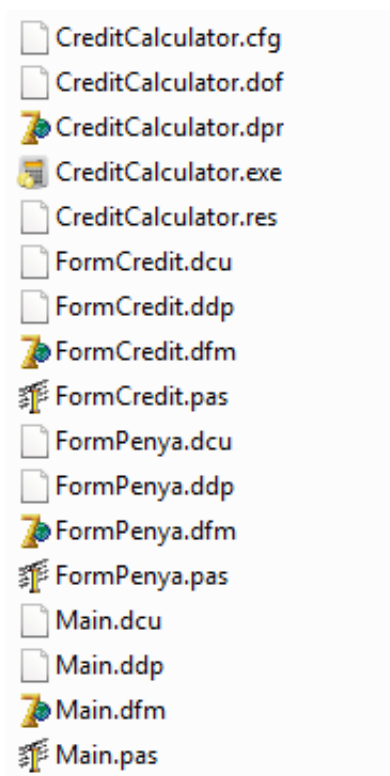 CreditCalculator.cfg
CreditCalculator.dof
CreditCalculator.dpr
CreditCalculator.exe
CreditCalculator.res
FormCredit.dcu
FormCredit.ddp
FormCredit.dfm
FormCredit.pas
FormPenya.dcu
FormPenya.ddp
FormPenya.dfm
FormPenya.pas
Main.dcu
Main.ddp
Main.dfm
Main.pas